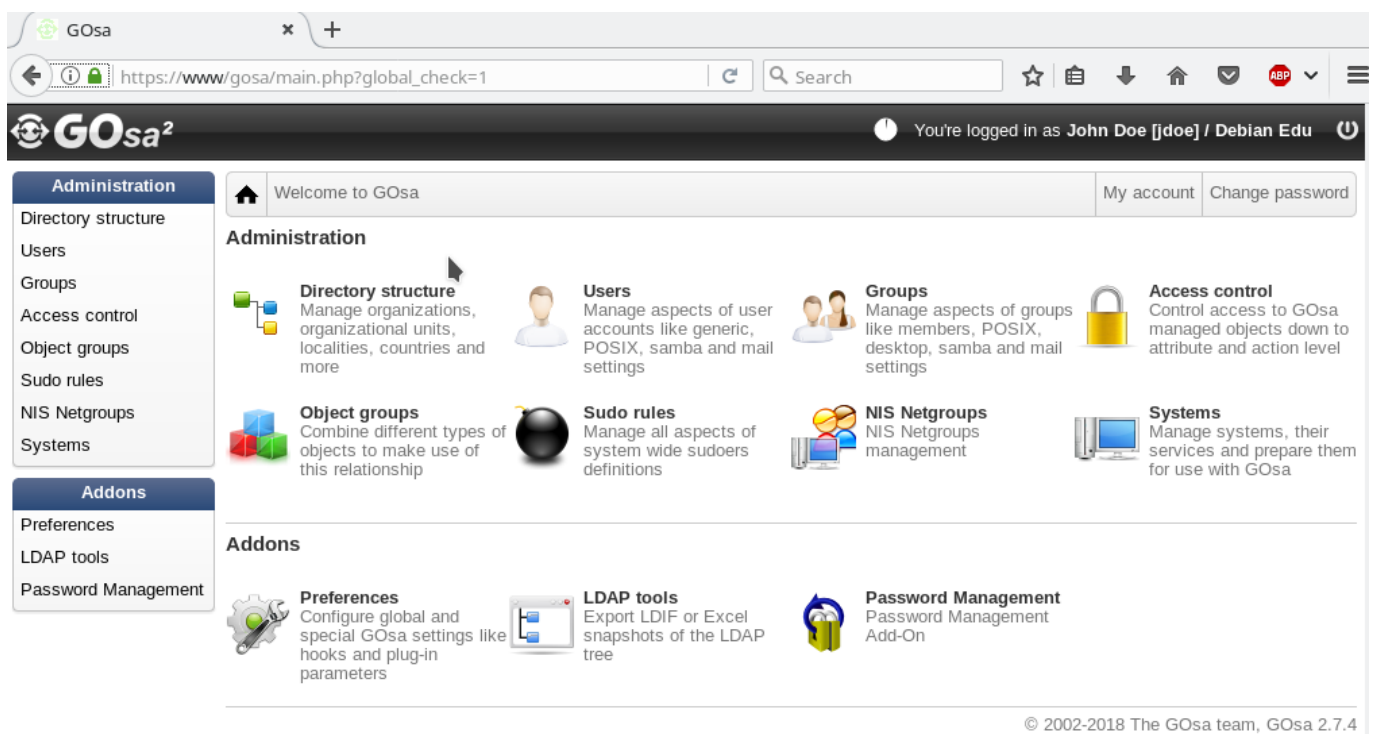 GOsa
https://www/gosa/main.php?global_check=1
Search
ABP
GOsa²
You're logged in as John Doe [jdoe] / Debian Edu
Administration
Directory structure
Users
Groups
Access control
Object groups
Sudo rules
NIS Netgroups
Systems
Addons
Preferences
LDAP tools
Password Management
Welcome to GOsa
My account
Change password
Administration
Directory structure
Manage organizations,
organizational units,
localities, countries and
more
Users
Manage aspects of user
accounts like generic,
POSIX, samba and mail
settings
Groups
Manage aspects of groups
like members, POSIX,
desktop, samba and mail
settings
Access control
Control access to GOsa
managed objects down to
attribute and action level
Object groups
Combine different types of
objects to make use of
this relationship
Sudo rules
Manage all aspects of
system wide sudoers
definitions
NIS Netgroups
NIS Netgroups
management
Systems
Manage systems, their
services and prepare them
for use with GOsa
Addons
Preferences
Configure global and
special GOsa settings like
hooks and plug-in
parameters
LDAP tools
Export LDIF or Excel
snapshots of the LDAP
tree
Password Management
Password Management
Add-On
© 2002-2018 The GOsa team, GOsa 2.7.4